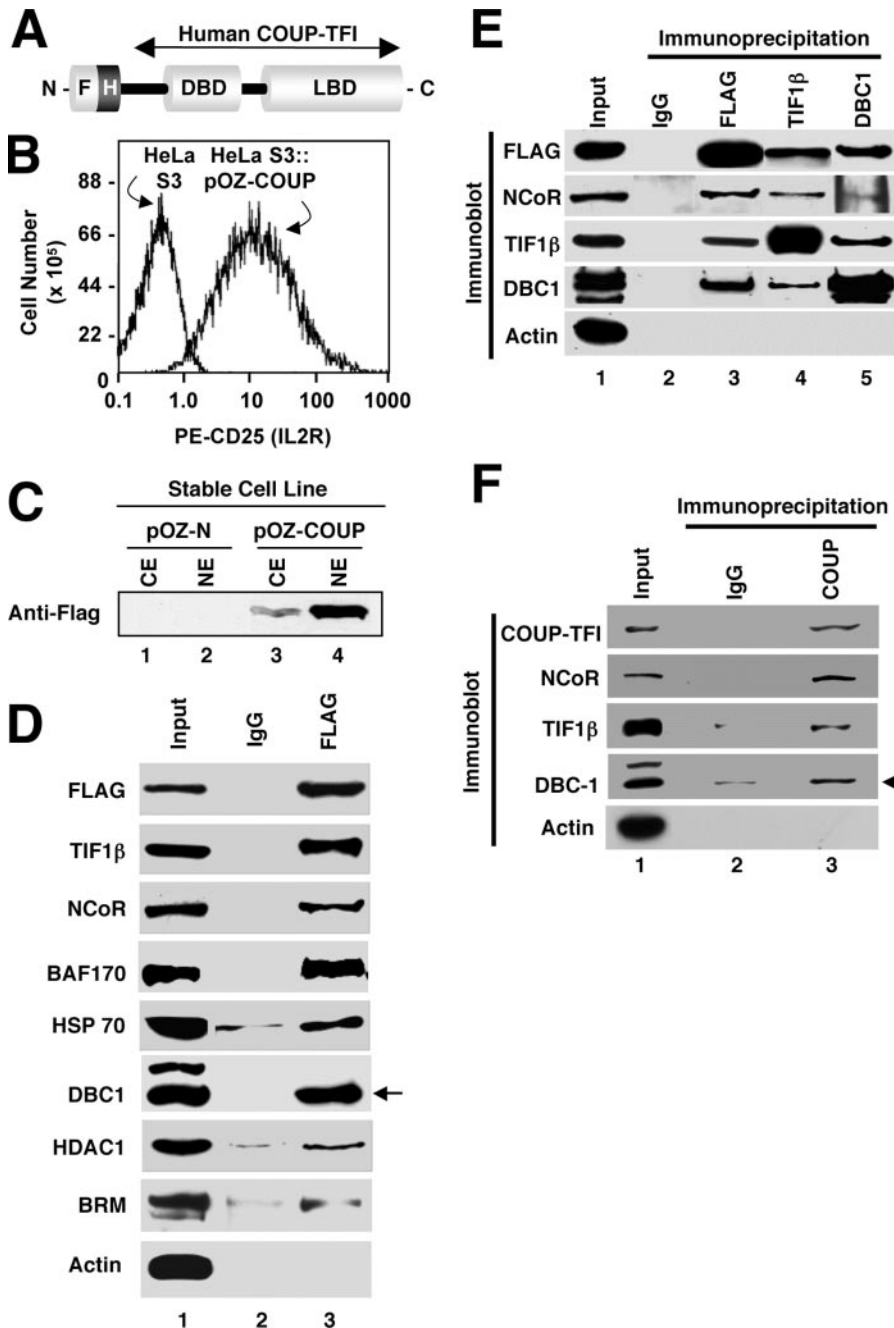 A
Human COUP-TFI
N - F H DBD LBD - C
B
HeLa S3
HeLa S3:: pOZ-COUP
Cell Number (x 10⁵)
88 -
66 -
44 -
22 -
0
0.1 1.0 10 100 1000
PE-CD25 (IL2R)
C
Stable Cell Line
pOZ-N pOZ-COUP
CE NE CE NE
Anti-Flag
1 2 3 4
D
Input IgG FLAG
FLAG
TIF1β
NCoR
BAF170
HSP 70
DBC1
HDAC1
BRM
Actin
1 2 3
E
Immunoprecipitation
Input IgG FLAG TIF1β DBC1
Immunoblot
FLAG
NCoR
TIF1β
DBC1
Actin
1 2 3 4 5
F
Immunoprecipitation
Input IgG COUP
Immunoblot
COUP-TFI
NCoR
TIF1β
DBC-1
Actin
1 2 3